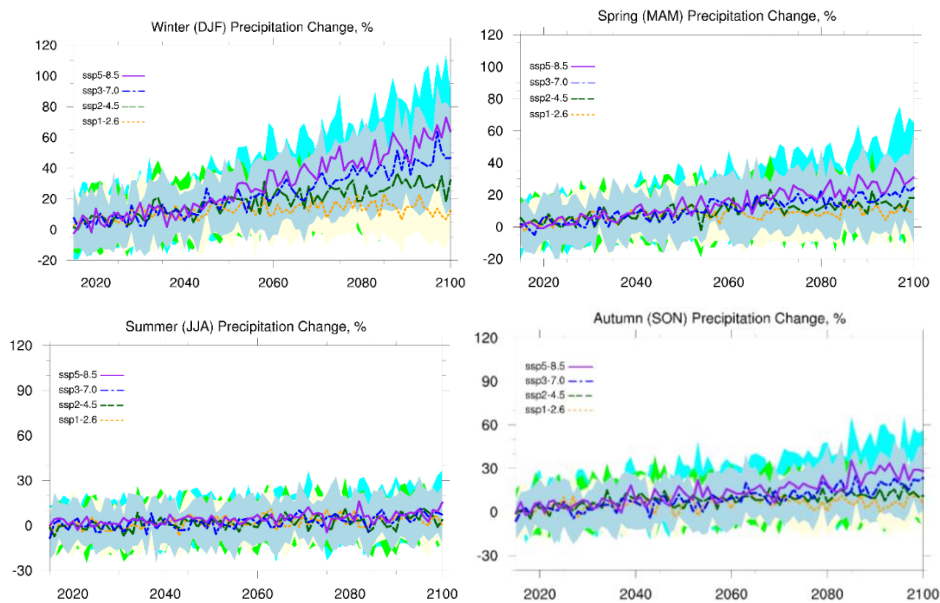 Winter (DJF) Precipitation Change, %
120
100
80
60
40
20
0
-20
ssp5-8.5
ssp3-7.0
ssp2-4.5
ssp1-2.6
2020 2040 2060 2080 2100
Spring (MAM) Precipitation Change, %
120
100
80
60
40
20
0
-20
ssp5-8.5
ssp3-7.0
ssp2-4.5
ssp1-2.6
2020 2040 2060 2080 2100
Summer (JJA) Precipitation Change, %
120
90
60
30
0
-30
ssp5-8.5
ssp3-7.0
ssp2-4.5
ssp1-2.6
2020 2040 2060 2080 2100
Autumn (SON) Precipitation Change, %
120
90
60
30
0
-30
ssp5-8.5
ssp3-7.0
ssp2-4.5
ssp1-2.6
2020 2040 2060 2080 2100